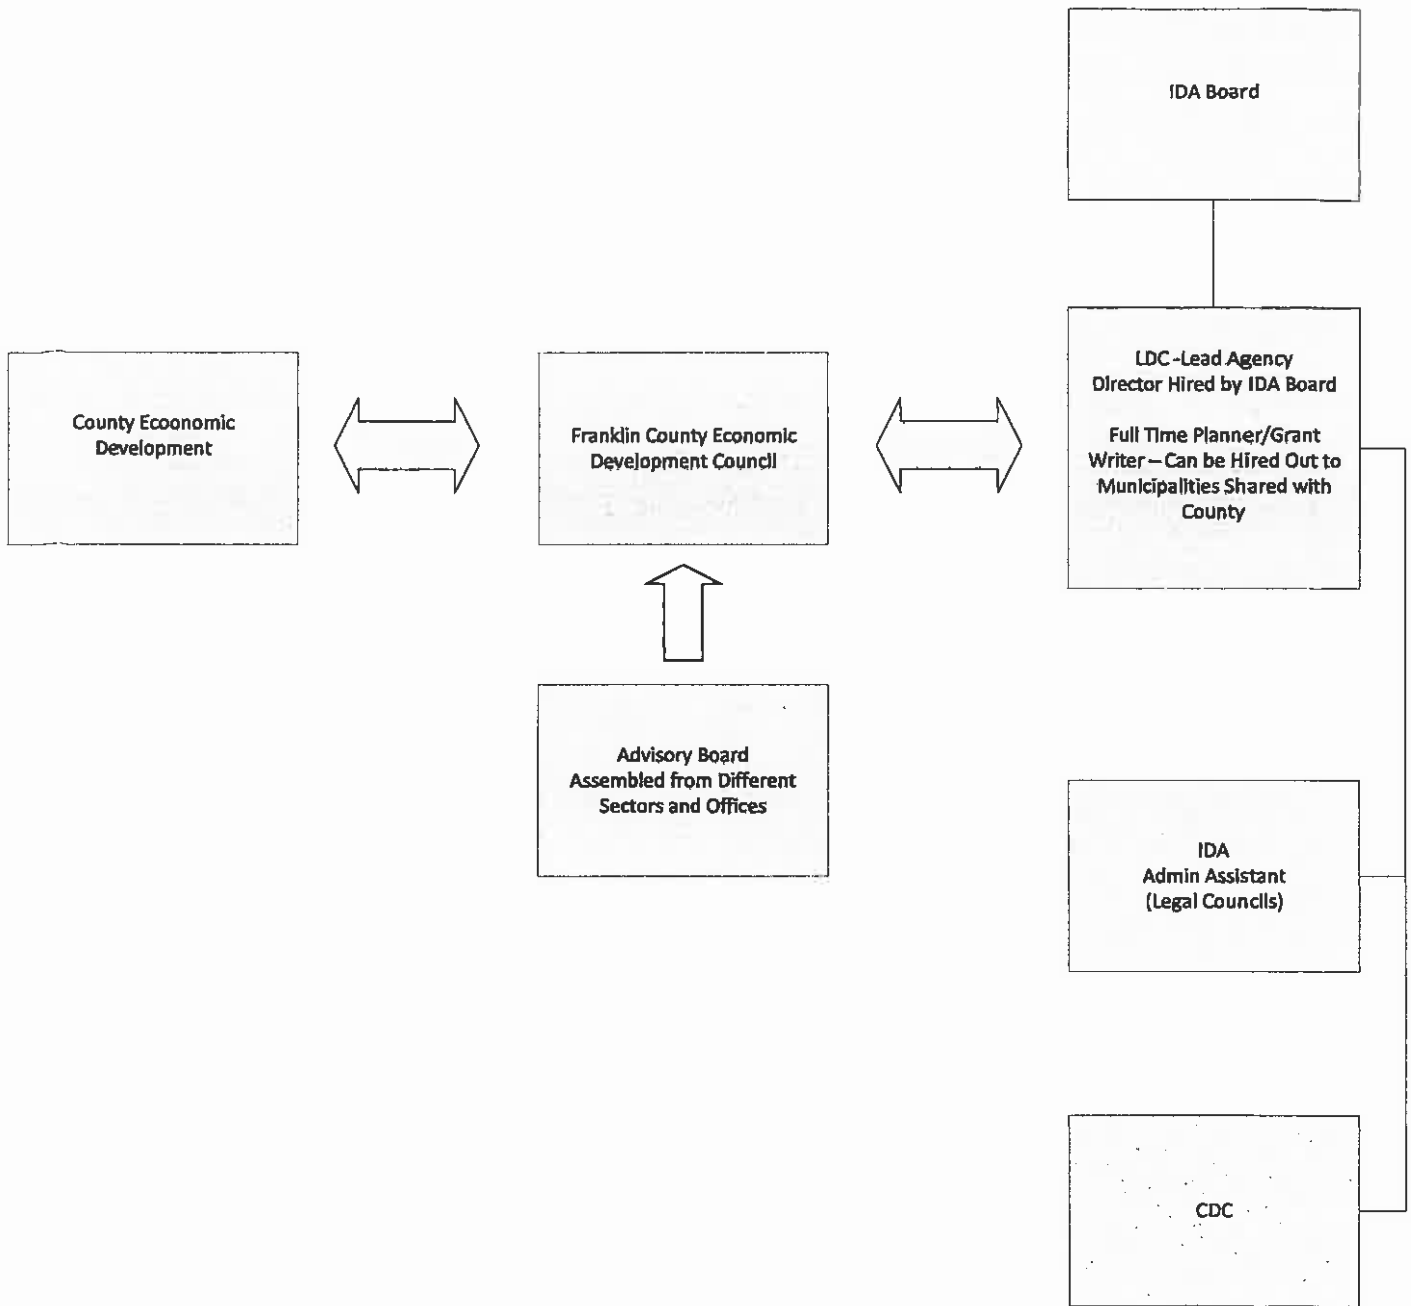 IDA Board
LDC-Lead Agency
Director Hired by IDA Board
Full Time Planner/Grant
Writer – Can be Hired Out to
Municipalities Shared with
County
County Ecoonomic
Development
Franklin County Economic
Development Council
Advisory Board
Assembled from Different
Sectors and Offices
IDA
Admin Assistant
(Legal Councils)
CDC